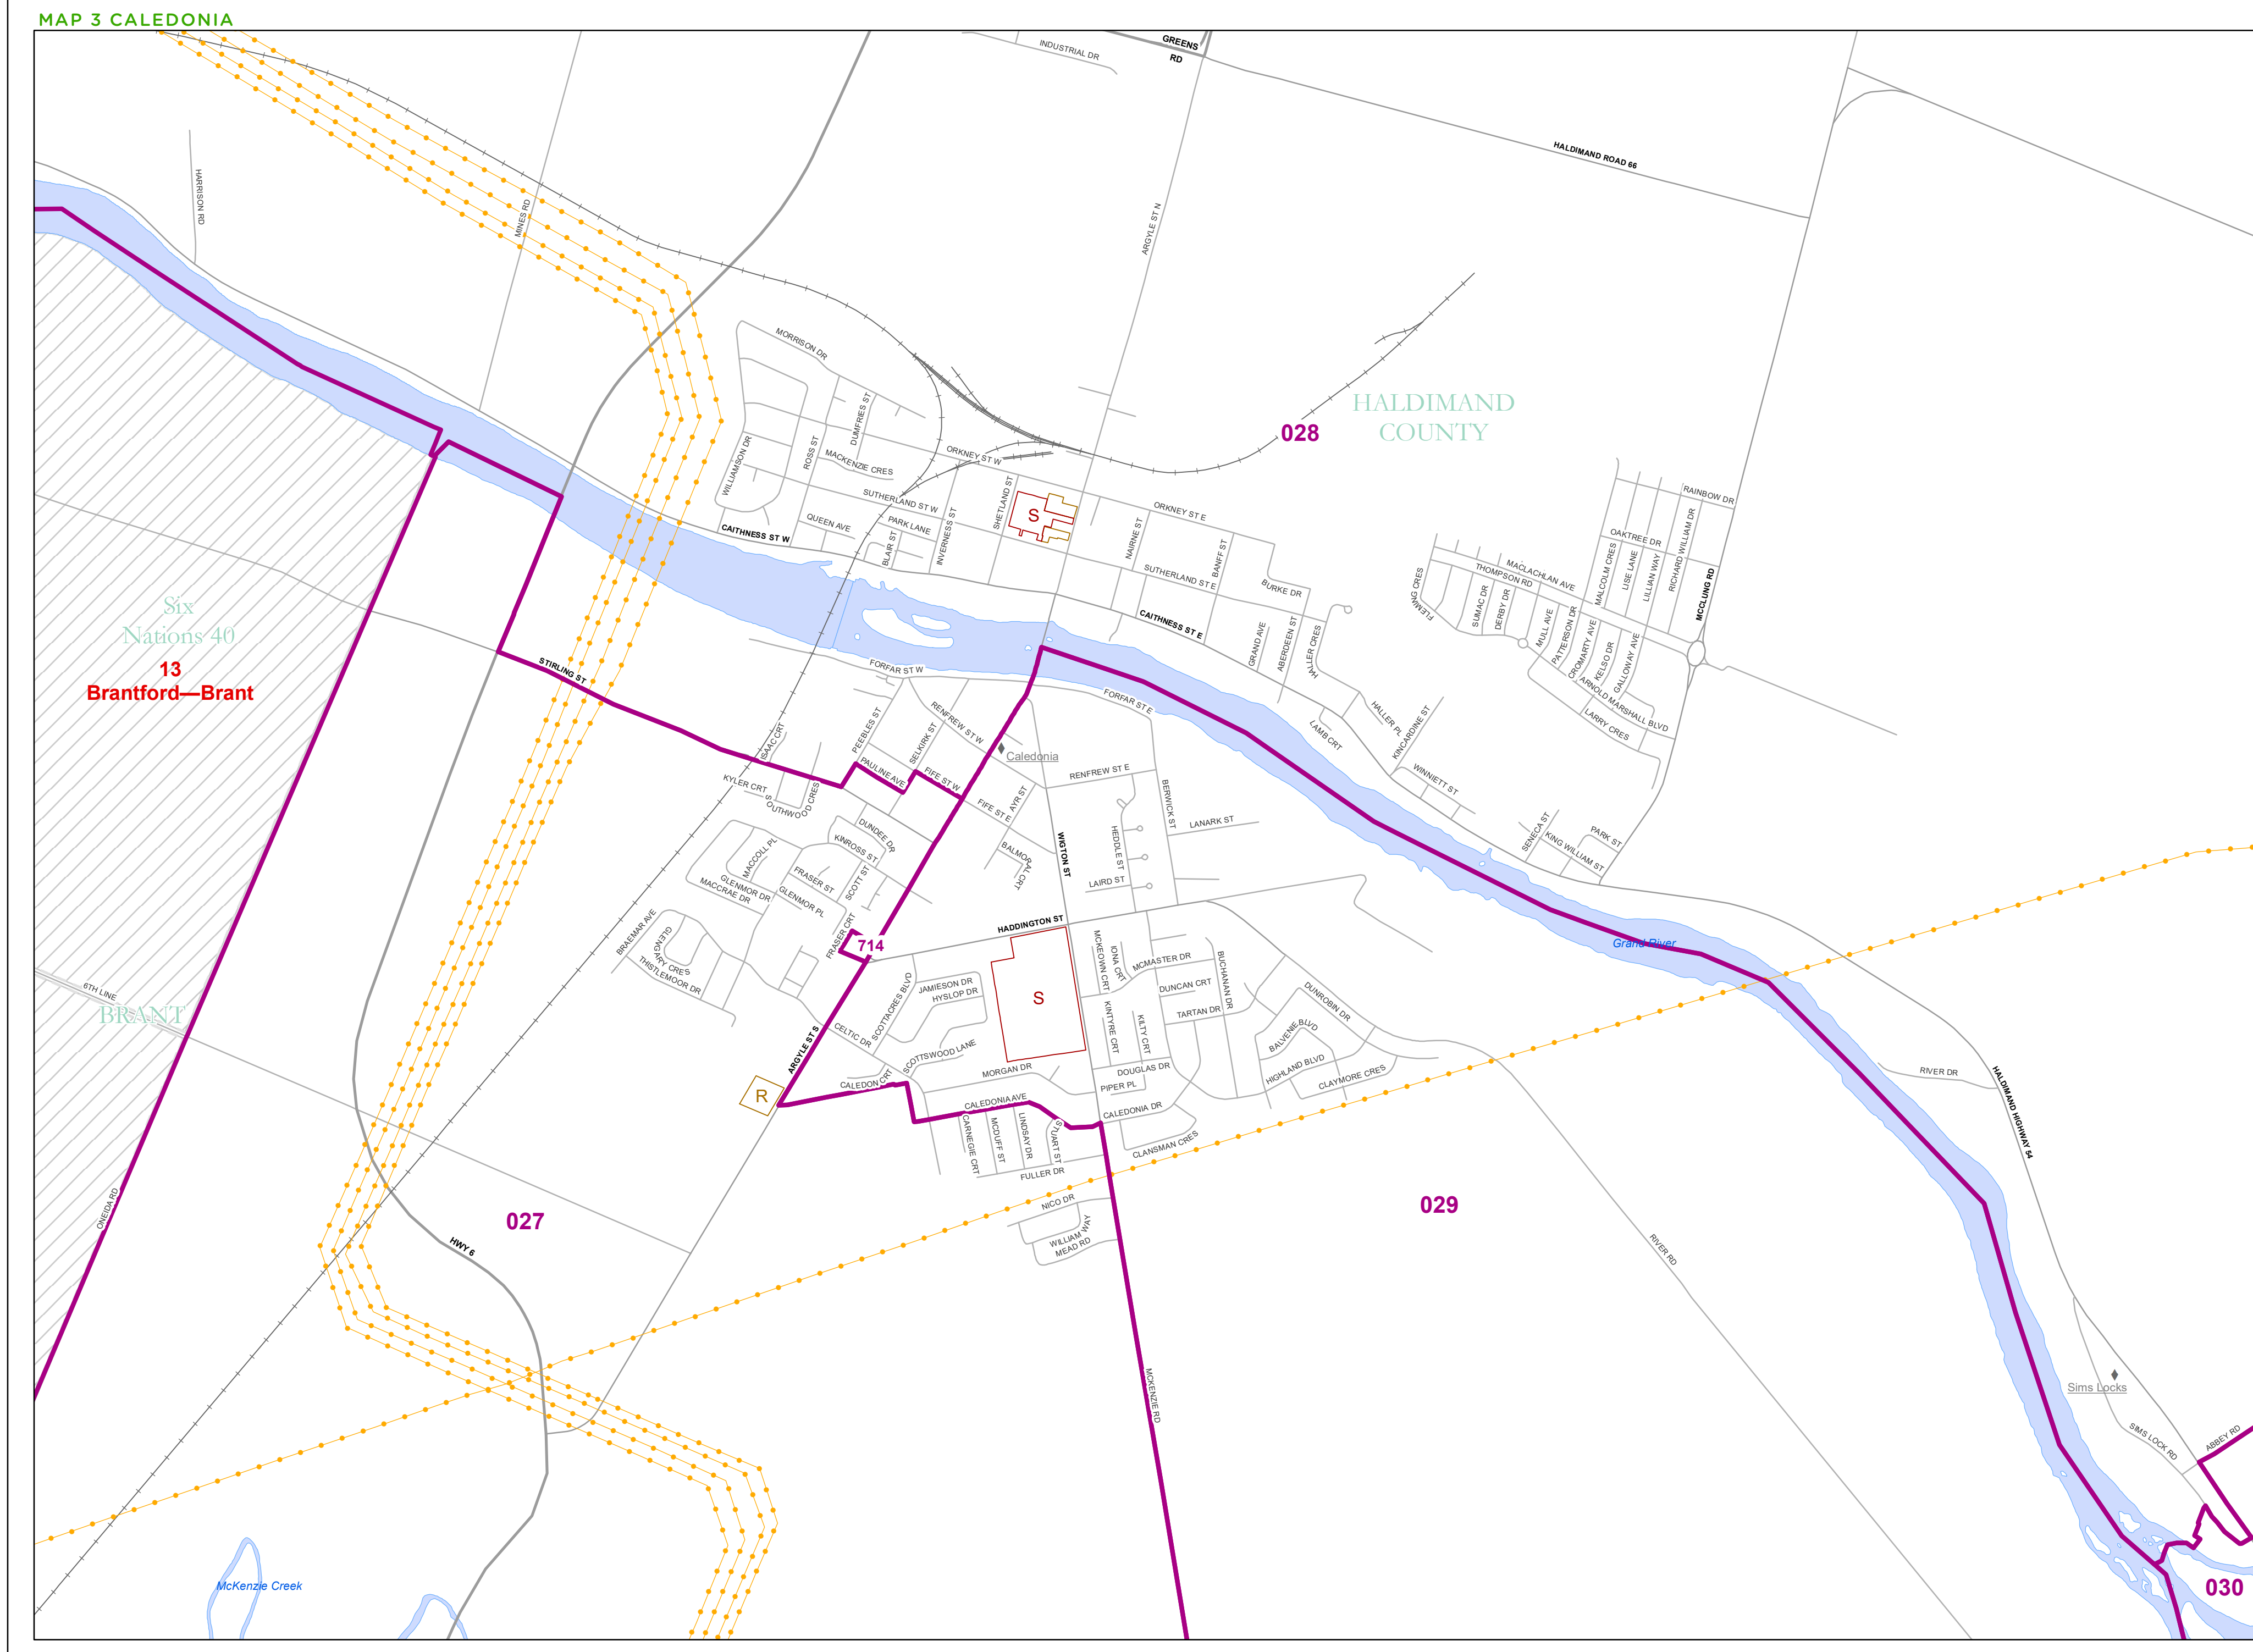 MAP 3 CALEDONIA
INDUSTRIAL DR
GREENS
RD
HALDIMAND ROAD 66
HARRISON RD
MINES RD
ARGYLE ST N
MORRISON DR
DUMFRIES ST
ROSS ST
WILLIAMSON DR
MACKENZIE CRES
ORKNEY ST W
HALDIMAND
COUNTY
028
SUTHERLAND ST W
SHETLAND ST
S
ORKNEY ST E
RAINBOW DR
QUEEN AVE
PARK LANE
CAITHNESS ST W
BLAIR ST
INVERNESS ST
NAIRNE ST
BANFF ST
SUTHERLAND ST E
BURKE DR
OAKTREE DR
RICHARD WILLIAM DR
MALCOLM CRES
LISE LANE
LILLIAN WAY
MACLACHLAN AVE
THOMPSON RD
FLEMING CRES
SUMAC DR
DERBY DR
MCCLUNG RD
Six
Nations 40
13
Brantford—Brant
CAITHNESS ST E
GRAND AVE
ABERDEEN ST
HALLER CRES
MULL AVE
PATTERSON DR
CROMARTY AVE
KELSO DR
GALLOWAY AVE
ARNOLD MARSHALL BLVD
LARRY CRES
STIRLING ST
FORFAR ST W
FORFAR ST E
RENFREW ST W
HALLER PL
LAMB CRT
KINCARDINE ST
ISAAC CRT
PEEBLES ST
SELKIRK ST
Caledonia
PAULINE AVE
FIFE ST W
RENFREW ST E
WINNIETT ST
KYLER CRT
SOUTHWOOD CRES
BERWICK ST
AYR ST
FIFE ST E
LANARK ST
DUNDEE DR
KINROSS ST
WIGTON ST
HEDDLE ST
SENECA ST
KING WILLIAM ST
PARK ST
MACCOLL PL
BALMORAL CRT
GLENMOR DR
MACCRAE DR
FRASER ST
SCOTT ST
GLENMOR PL
LAIRD ST
BRAEMAR AVE
FRASER CRT
714
HADDINGTON ST
GLENGARY CRES
THISTLEMOOR DR
MCKEOWN CRT
IONA CRT
MCMASTER DR
BUCHANAN DR
Grand River
6TH LINE
BRANT
JAMIESON DR
HYSLOP DR
S
DUNCAN CRT
DUNROBIN DR
SCOTTACRES BLVD
KINTYRE CRT
KILTY CRT
TARTAN DR
BALVENIE BLVD
ARGYLE ST S
CELTIC DR
SCOTTSWOOD LANE
MORGAN DR
DOUGLAS DR
HIGHLAND BLVD
CLAYMORE CRES
RIVER DR
HALDIMAND HIGHWAY 54
R
CALEDON CRT
PIPER PL
CALEDONIA AVE
CALEDONIA DR
CARNEGIE CRT
MCDUFF ST
LINDSAY DR
STUART ST
CLANSMAN CRES
FULLER DR
ONEIDA RD
027
NICO DR
029
HWY 6
WILLIAM WAY
MEAD RD
RIVER RD
MCKENZIE RD
Sims Locks
SIMS LOCK RD
ABBEY RD
McKenzie Creek
030